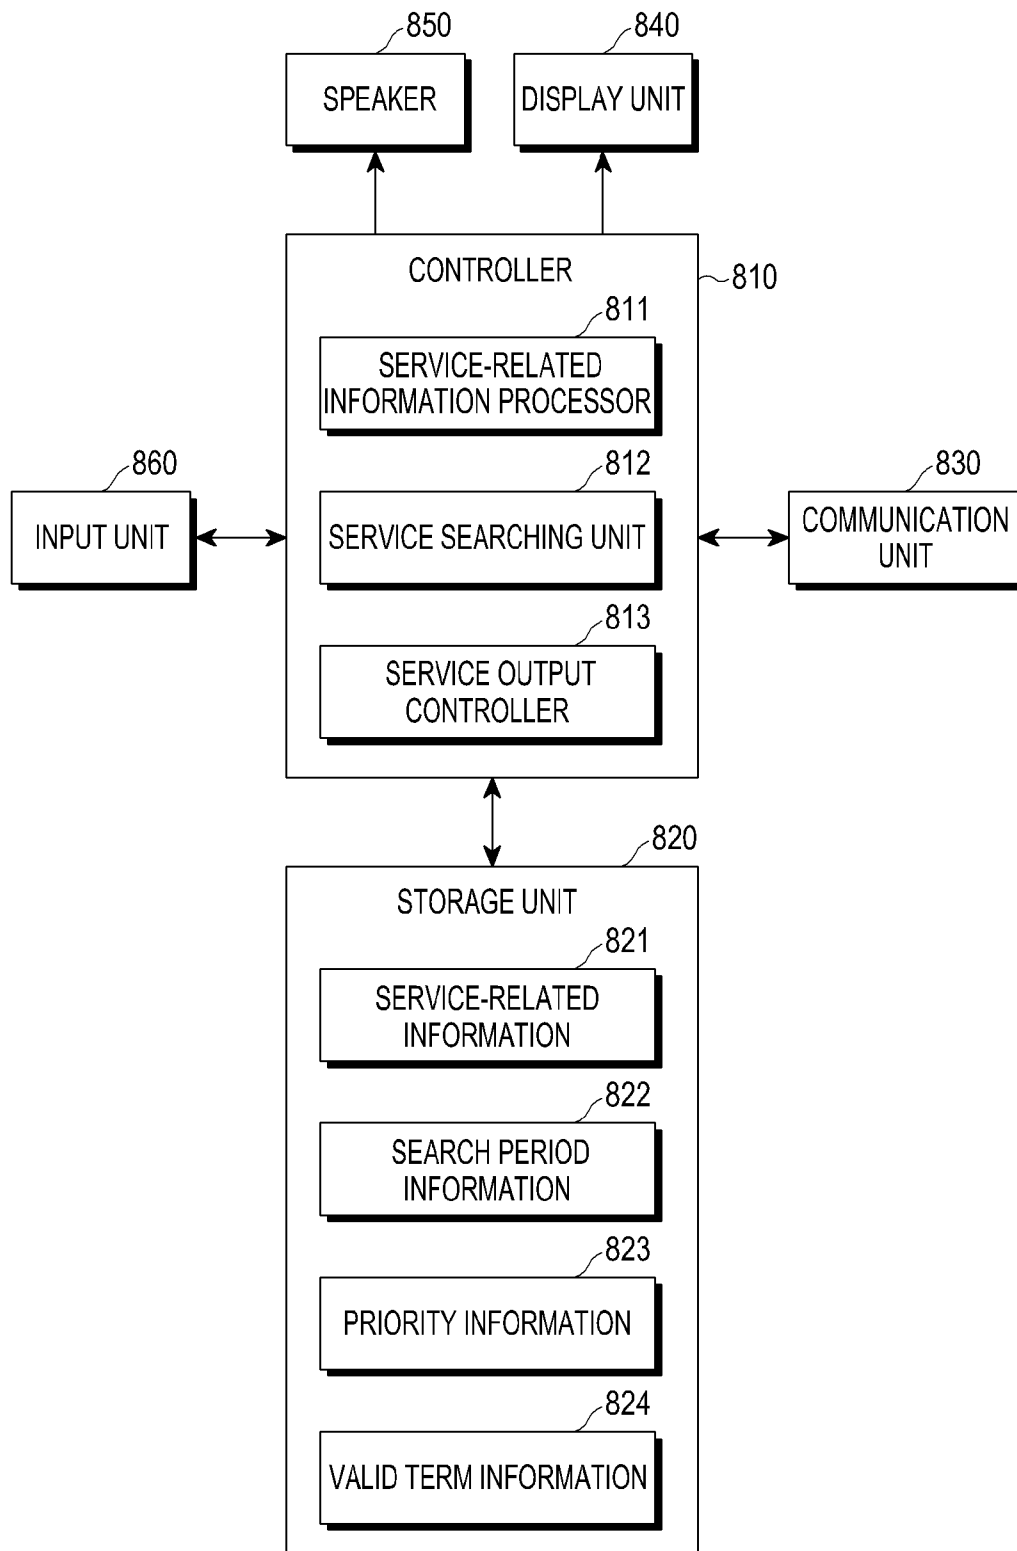 850
840
SPEAKER
DISPLAY UNIT
CONTROLLER
810
811
SERVICE-RELATED
INFORMATION PROCESSOR
860
812
830
INPUT UNIT
SERVICE SEARCHING UNIT
COMMUNICATION
UNIT
813
SERVICE OUTPUT
CONTROLLER
820
STORAGE UNIT
821
SERVICE-RELATED
INFORMATION
822
SEARCH PERIOD
INFORMATION
823
PRIORITY INFORMATION
824
VALID TERM INFORMATION